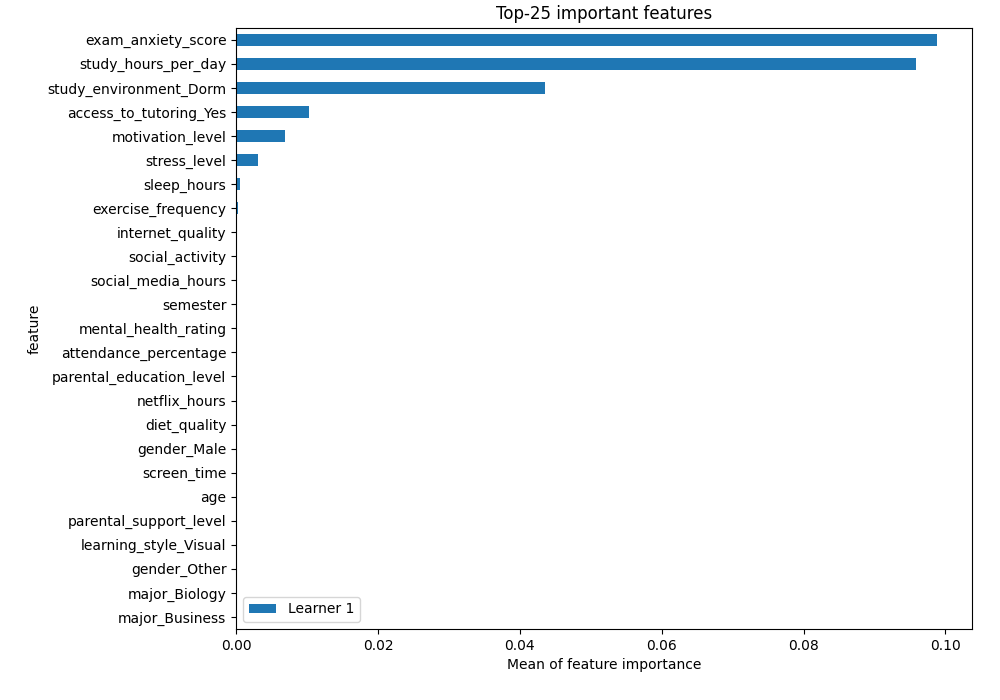 Top-25 important features
exam_anxiety_score
study_hours_per_day
study_environment_Dorm
access_to_tutoring_Yes
motivation_level
stress_level
sleep_hours
exercise_frequency
internet_quality
social_activity
social_media_hours
semester
mental_health_rating
attendance_percentage
parental_education_level
netflix_hours
diet_quality
gender_Male
screen_time
age
parental_support_level
learning_style_Visual
gender_Other
major_Biology
major_Business
feature
Learner 1
0.00 0.02 0.04 0.06 0.08 0.10
Mean of feature importance